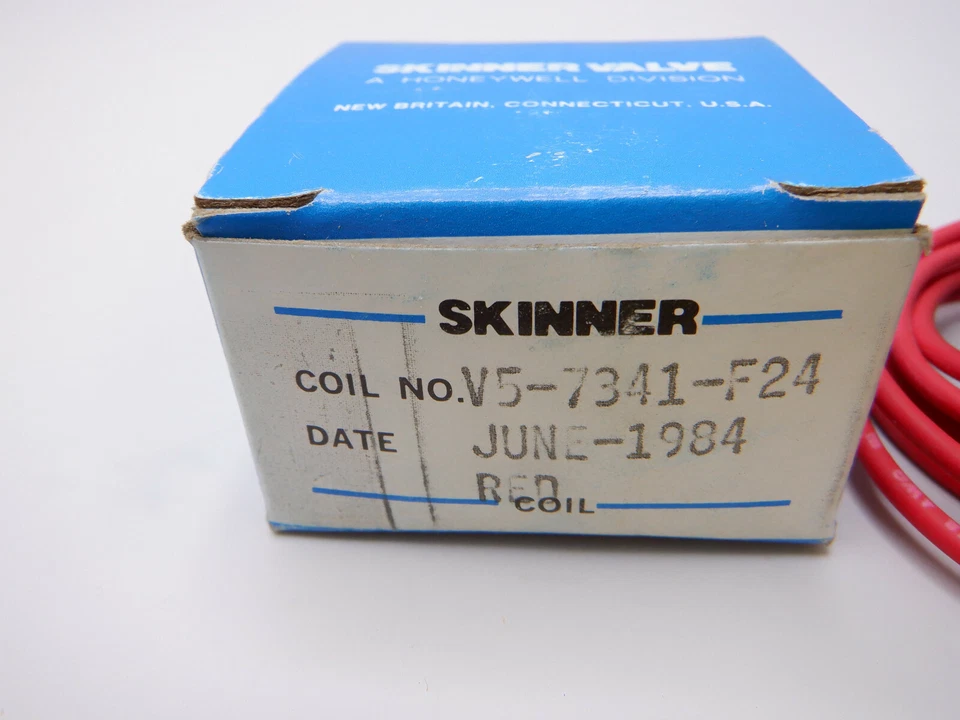 SKINNER VALVE
A HONEYWELL DIVISION
NEW BRITAIN, CONNECTICUT, U.S.A.
SKINNER
COIL NO. V5-7341-F24
DATE JUNE-1984
RED
COIL